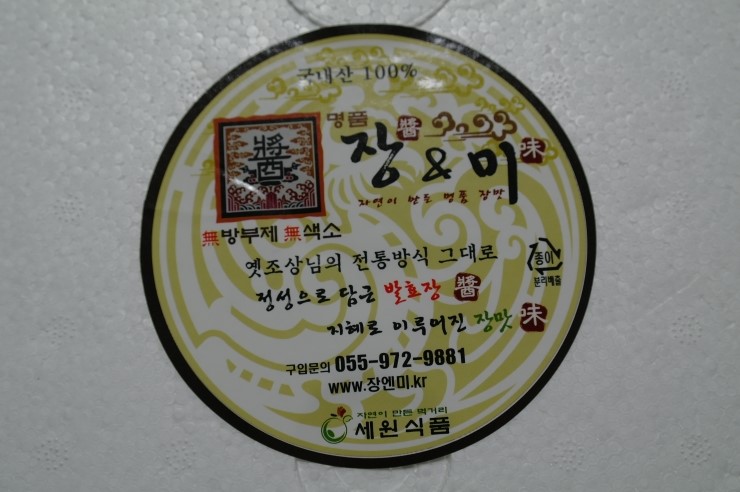 국내산 100%
醬
명품
장 醬 & 미 味
자연이 만든 명품 장맛
無방부제 無색소
옛조상님의 전통방식 그대로
정성으로 담근 발효장 醬
지혜로 이루어진 장맛 味
종이
분리배출
구입문의 055-972-9881
www.장엔미.kr
자연이 만든 먹거리
세원식품